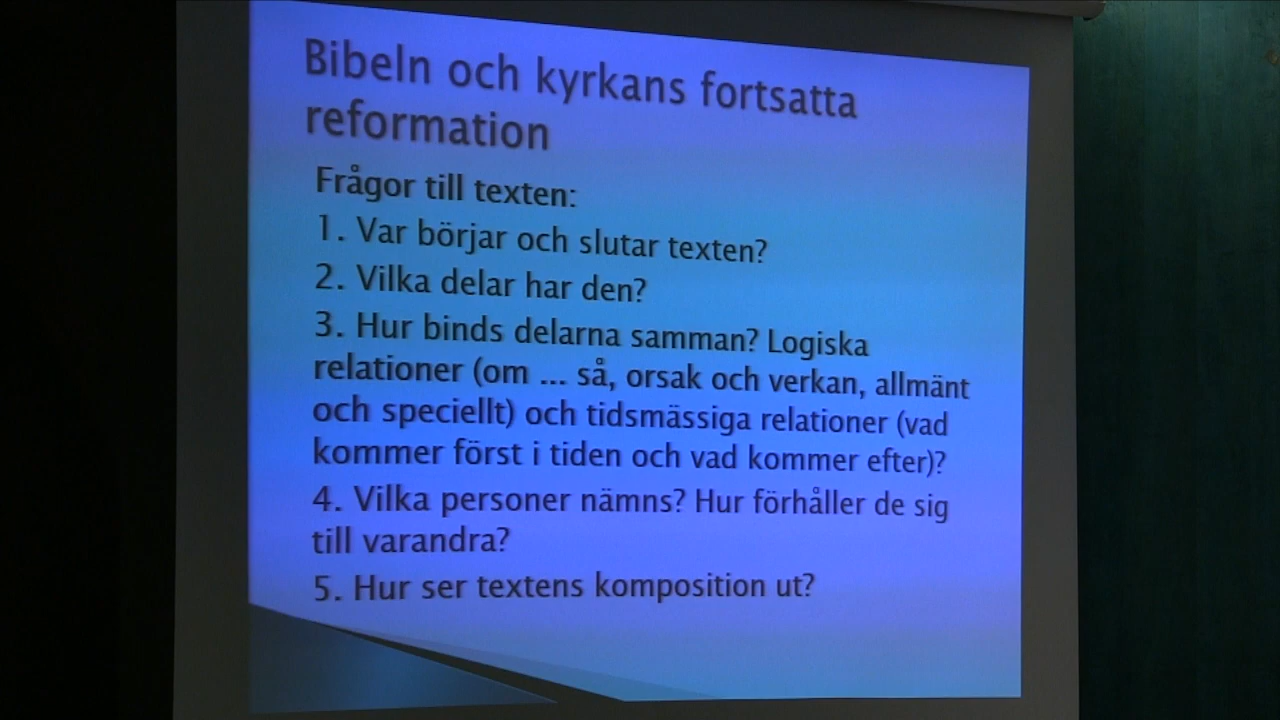 Bibeln och kyrkans fortsatta
reformation
Frågor till texten:
1. Var börjar och slutar texten?
2. Vilka delar har den?
3. Hur binds delarna samman? Logiska
relationer (om ... så, orsak och verkan, allmänt
och speciellt) och tidsmässiga relationer (vad
kommer först i tiden och vad kommer efter)?
4. Vilka personer nämns? Hur förhåller de sig
till varandra?
5. Hur ser textens komposition ut?